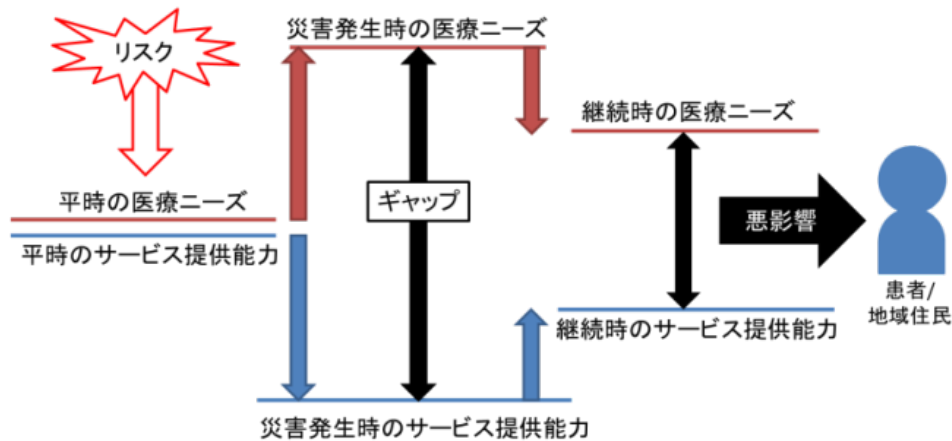 リスク
災害発生時の医療ニーズ
継続時の医療ニーズ
平時の医療ニーズ
ギャップ
悪影響
平時のサービス提供能力
患者/
地域住民
継続時のサービス提供能力
災害発生時のサービス提供能力